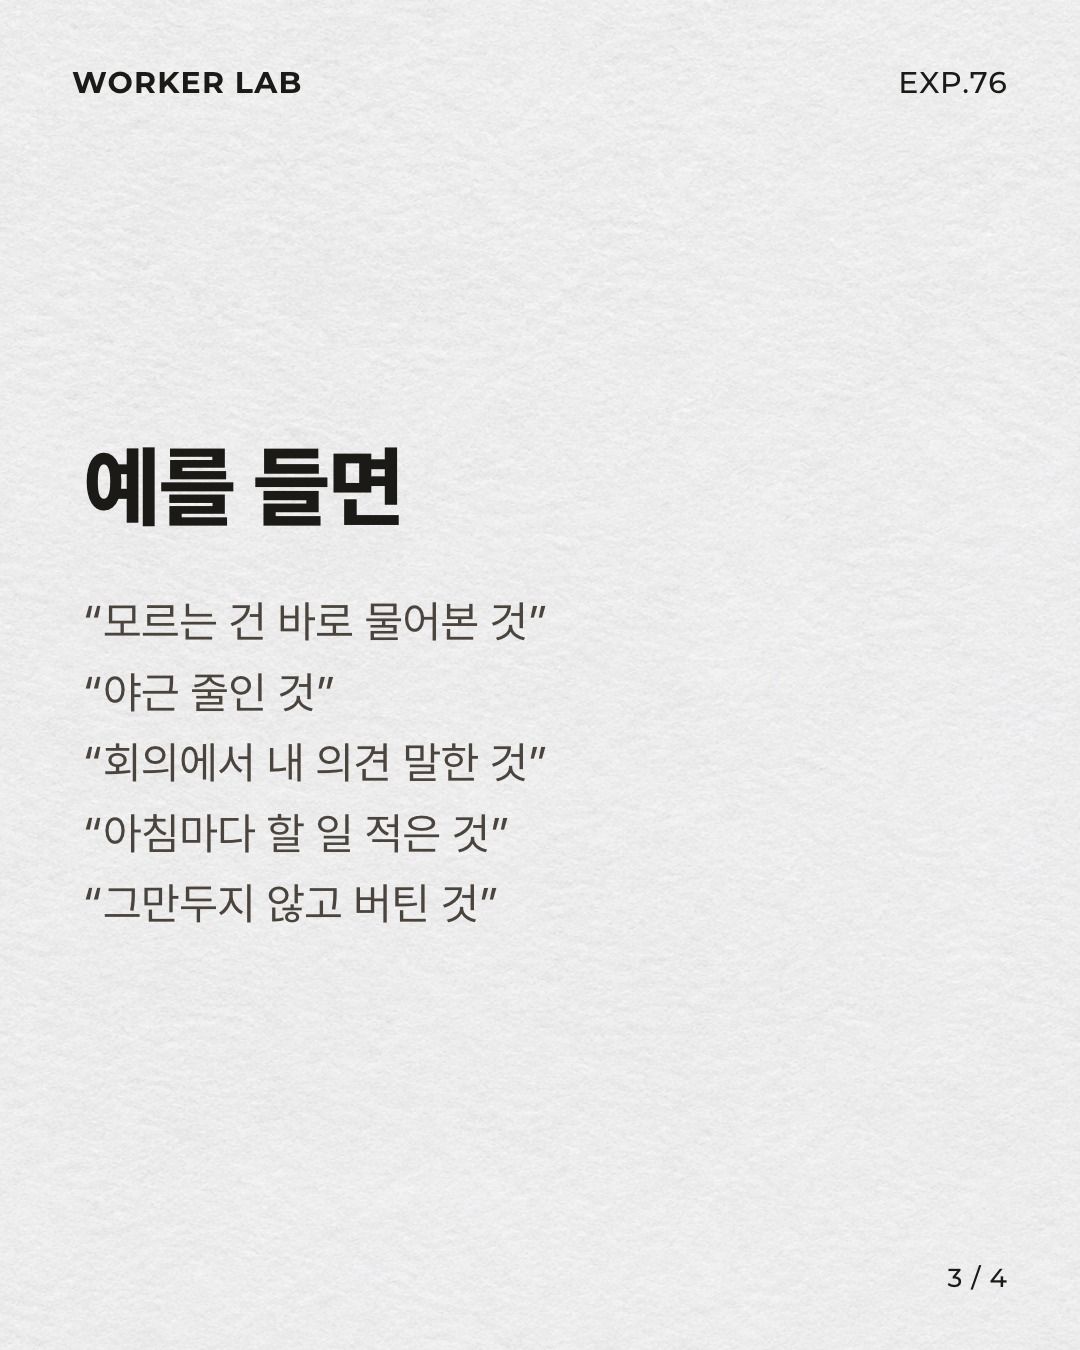 WORKER LAB
EXP.76
예를 들면
“모르는 건 바로 물어본 것”
“야근 줄인 것”
“회의에서 내 의견 말한 것”
“아침마다 할 일 적은 것”
“그만두지 않고 버틴 것”
3 / 4